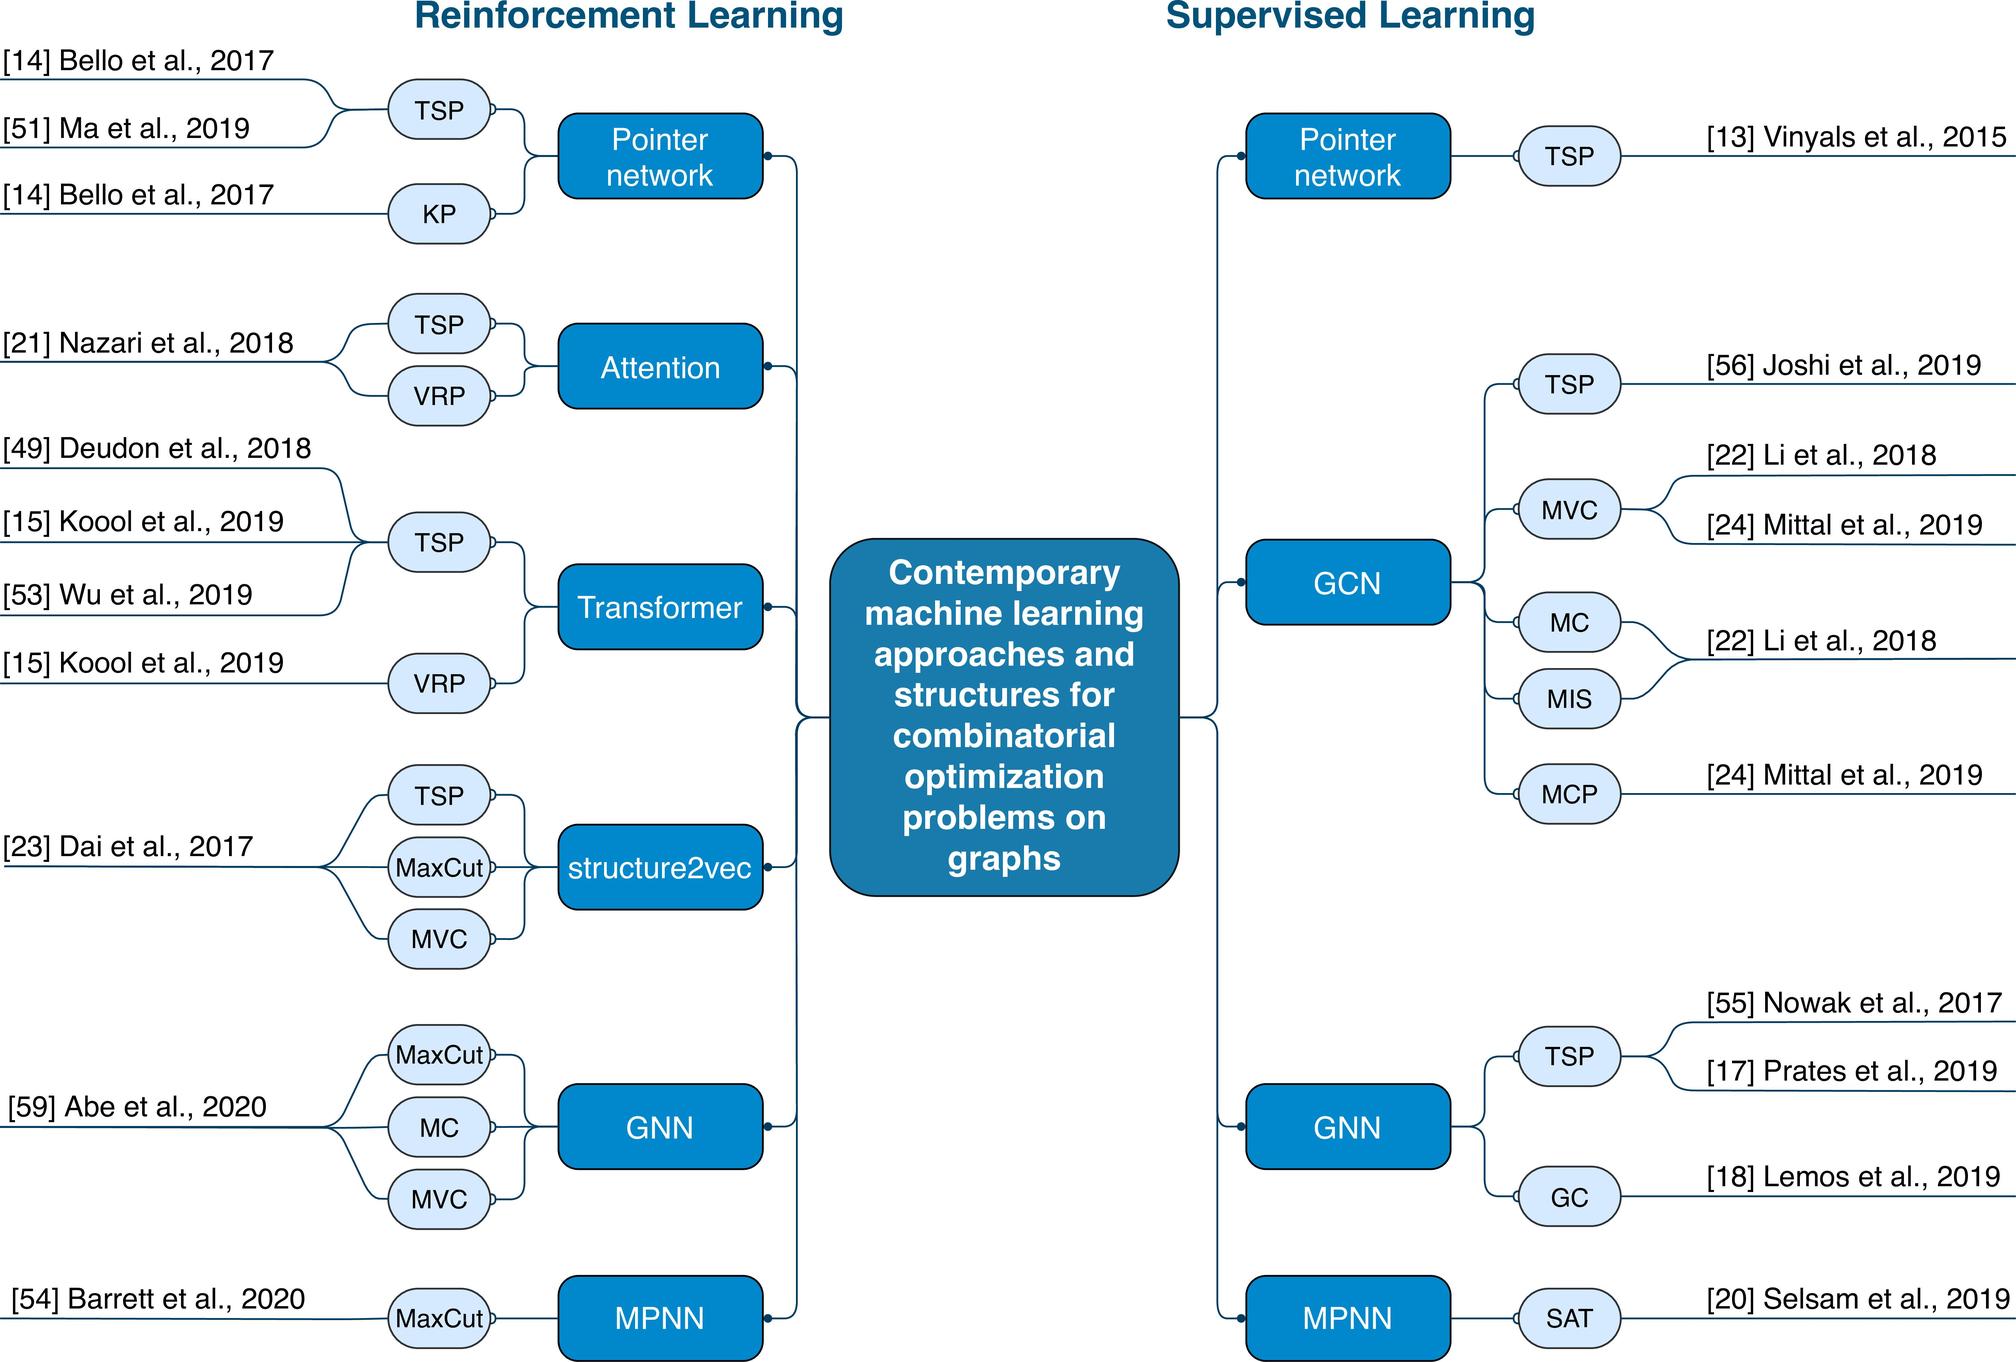 Reinforcement Learning
Supervised Learning
[14] Bello et al., 2017
[51] Ma et al., 2019
[14] Bello et al., 2017
TSP
KP
Pointer
network
[21] Nazari et al., 2018
TSP
VRP
Attention
[49] Deudon et al., 2018
[15] Koool et al., 2019
[53] Wu et al., 2019
[15] Koool et al., 2019
TSP
VRP
Transformer
[23] Dai et al., 2017
TSP
MaxCut
MVC
structure2vec
[59] Abe et al., 2020
MaxCut
MC
MVC
GNN
[54] Barrett et al., 2020
MaxCut
MPNN
Contemporary
machine learning
approaches and
structures for
combinatorial
optimization
problems on
graphs
Pointer
network
TSP
[13] Vinyals et al., 2015
GCN
TSP
[56] Joshi et al., 2019
MVC
[22] Li et al., 2018
[24] Mittal et al., 2019
MC
MIS
[22] Li et al., 2018
MCP
[24] Mittal et al., 2019
GNN
TSP
[55] Nowak et al., 2017
[17] Prates et al., 2019
GC
[18] Lemos et al., 2019
MPNN
SAT
[20] Selsam et al., 2019